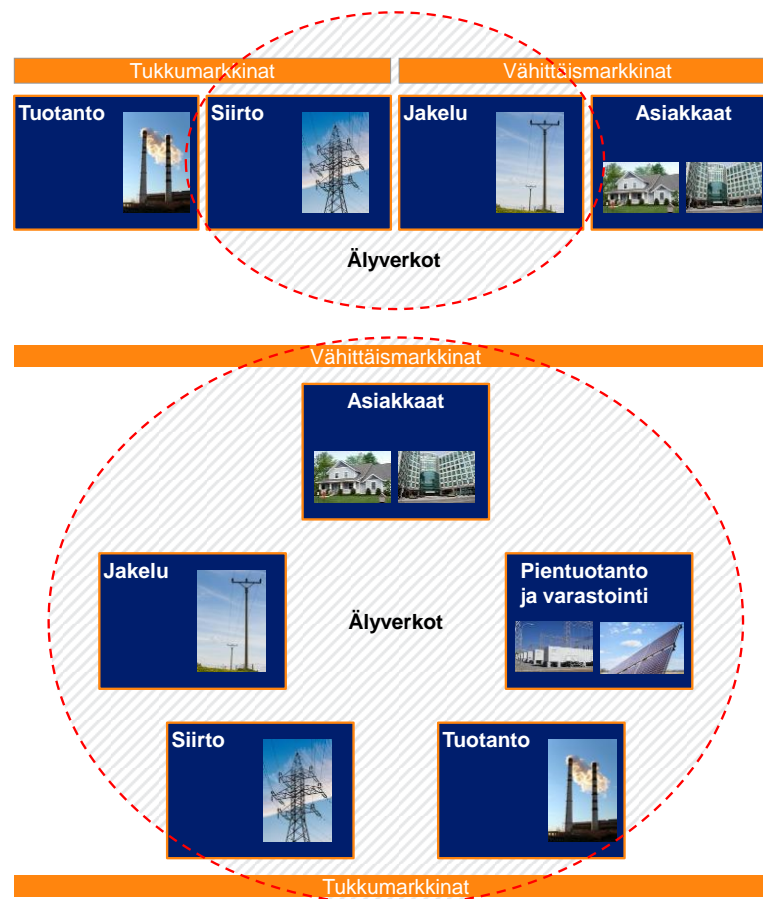 Tukkumarkkinat
Vähittäismarkkinat
Tuotanto
Siirto
Jakelu
Asiakkaat
Älyverkot
Vähittäismarkkinat
Asiakkaat
Jakelu
Älyverkot
Pientuotanto
ja varastointi
Siirto
Tuotanto
Tukkumarkkinat